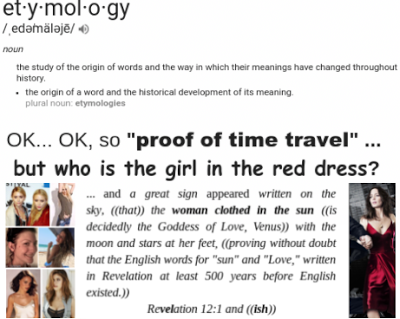 et·y·mol·o·gy
/ˌedəˈmäləjē/
noun
the study of the origin of words and the way in which their meanings have changed throughout
history.
• the origin of a word and the historical development of its meaning.
plural noun: etymologies
OK... OK, so "proof of time travel" ...
but who is the girl in the red dress?
... and a great sign appeared written on the
sky, ((that)) the woman clothed in the sun ((is
decidedly the Goddess of Love, Venus)) with the
moon and stars at her feet, ((proving without doubt
that the English words for "sun" and "Love," written
in Revelation at least 500 years before English
existed.))
Revelation 12:1 and ((ish))